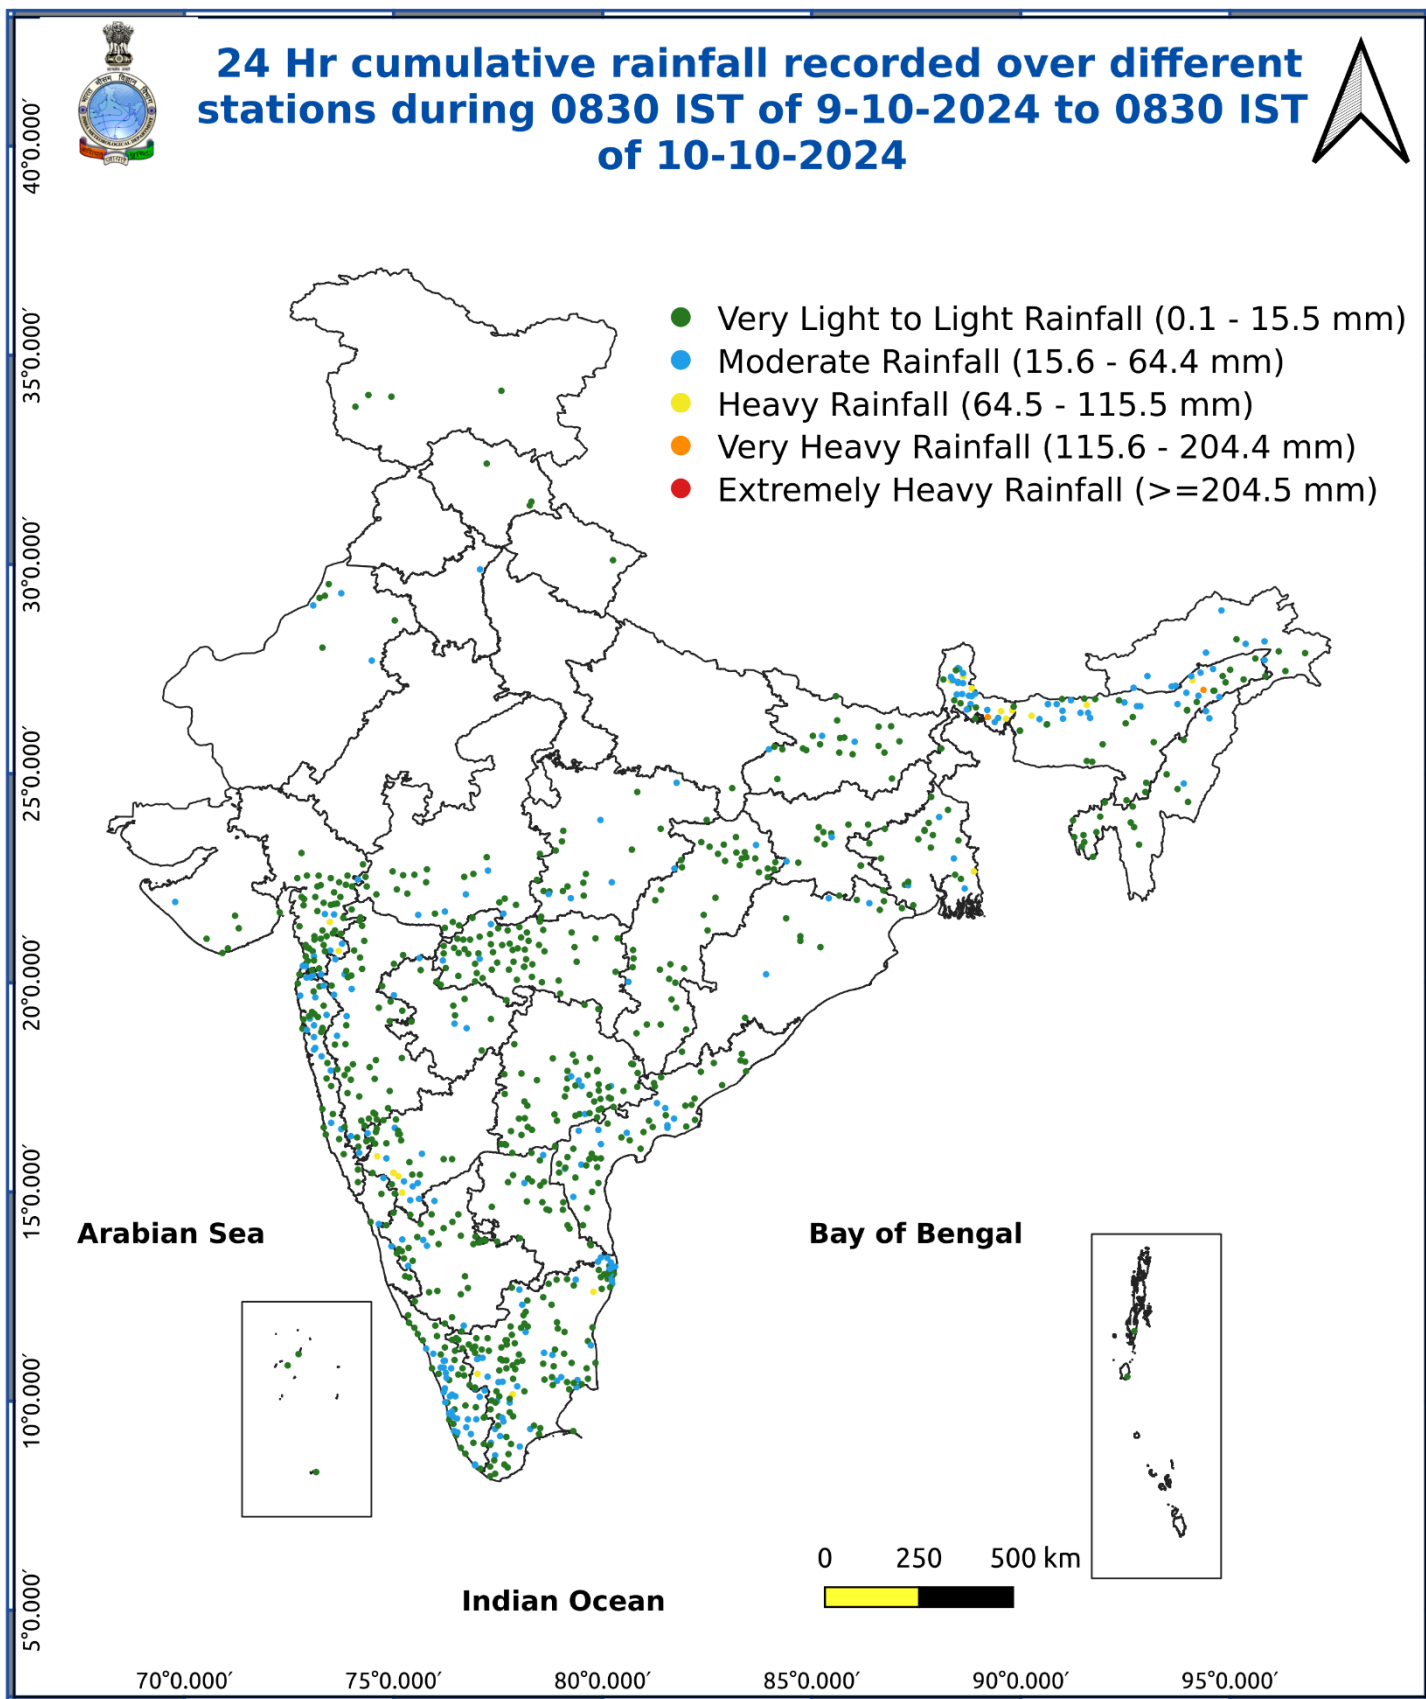 24 Hr cumulative rainfall recorded over different
stations during 0830 IST of 9-10-2024 to 0830 IST
of 10-10-2024
Very Light to Light Rainfall (0.1 - 15.5 mm)
Moderate Rainfall (15.6 - 64.4 mm)
Heavy Rainfall (64.5 - 115.5 mm)
Very Heavy Rainfall (115.6 - 204.4 mm)
Extremely Heavy Rainfall (>=204.5 mm)
40°0.000′
35°0.000′
30°0.000′
25°0.000′
20°0.000′
15°0.000′
10°0.000′
5°0.000′
Arabian Sea
Bay of Bengal
Indian Ocean
0 250 500 km
70°0.000′ 75°0.000′ 80°0.000′ 85°0.000′ 90°0.000′ 95°0.000′